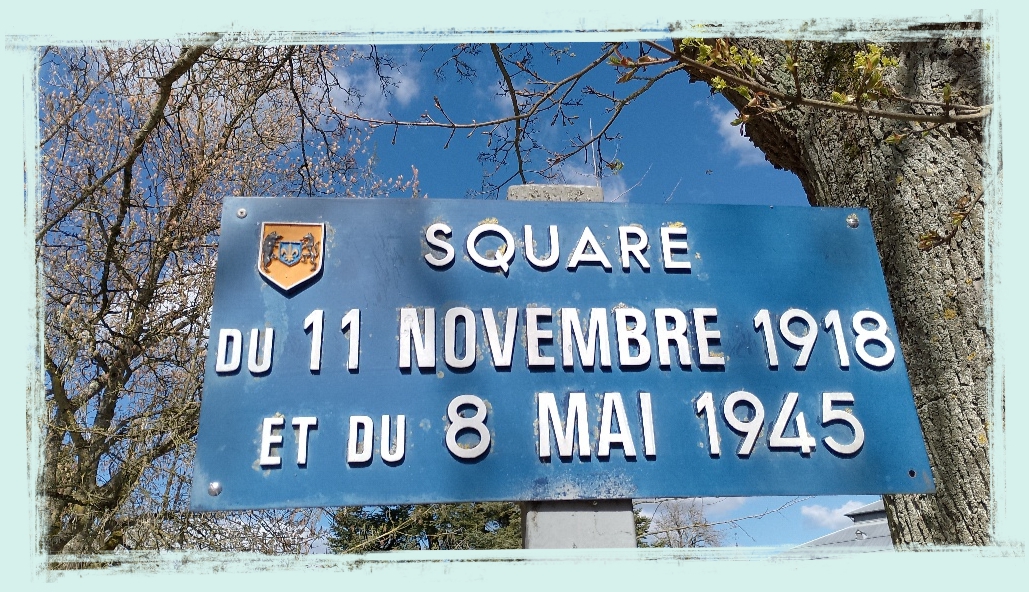 SQUARE
DU 11 NOVEMBRE 1918
ET DU 8 MAI 1945